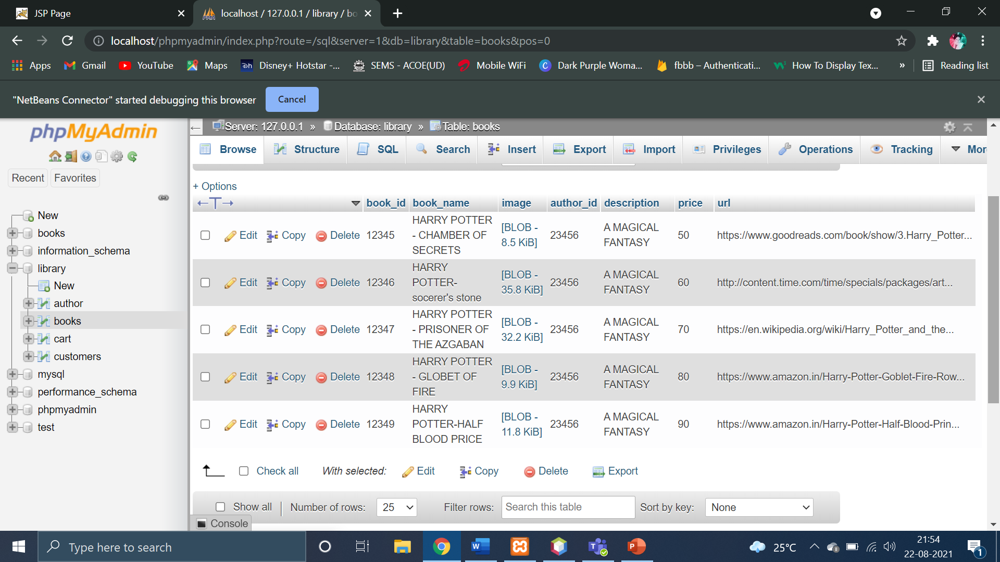 JSP Page
localhost / 127.0.0.1 / library / bo
localhost/phpmyadmin/index.php?route=/sql&server=1&db=library&table=books&pos=0
Apps Gmail YouTube Maps Disney+ Hotstar -... SEMS - ACOE(UD) Mobile WiFi Dark Purple Woma... fbbb – Authenticati... How To Display Tex... » Reading list
"NetBeans Connector" started debugging this browser Cancel
phpMyAdmin
Recent Favorites
New
books
information_schema
library
New
author
books
cart
customers
mysql
performance_schema
phpmyadmin
test
Server: 127.0.0.1 » Database: library » Table: books
Browse Structure SQL Search Insert Export Import Privileges Operations Tracking Mor
+ Options
book_id book_name image author_id description price url
HARRY POTTER
- CHAMBER OF
SECRETS
Edit Copy Delete 12345 [BLOB -
8.5 KiB] 23456 A MAGICAL
FANTASY 50 https://www.goodreads.com/book/show/3.Harry_Potter...
HARRY
POTTER-
socerer's stone
Edit Copy Delete 12346 [BLOB -
35.8 KiB] 23456 A MAGICAL
FANTASY 60 http://content.time.com/time/specials/packages/art...
HARRY POTTER
- PRISONER OF
THE AZGABAN
Edit Copy Delete 12347 [BLOB -
32.2 KiB] 23456 A MAGICAL
FANTASY 70 https://en.wikipedia.org/wiki/Harry_Potter_and_the...
HARRY POTTER
- GLOBET OF
FIRE
Edit Copy Delete 12348 [BLOB -
9.9 KiB] 23456 A MAGICAL
FANTASY 80 https://www.amazon.in/Harry-Potter-Goblet-Fire-Row...
HARRY
POTTER-HALF
BLOOD PRICE
Edit Copy Delete 12349 [BLOB -
11.8 KiB] 23456 A MAGICAL
FANTASY 90 https://www.amazon.in/Harry-Potter-Half-Blood-Prin...
Check all With selected: Edit Copy Delete Export
Show all Number of rows: 25 Filter rows: Search this table Sort by key: None
Console
Type here to search
25°C
21:54
22-08-2021
1